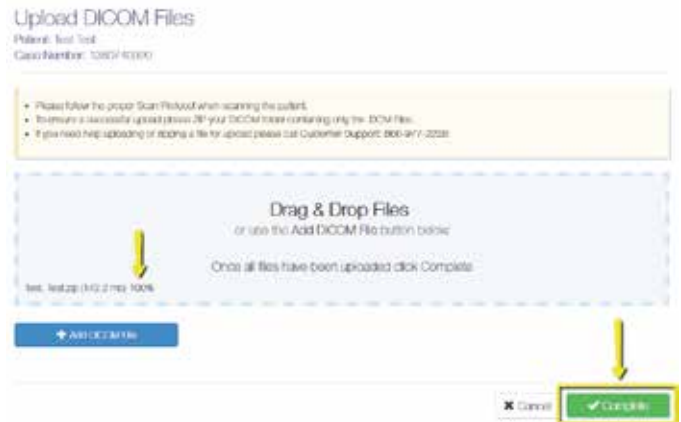 Upload DICOM Files
Patient: Test Test
Case Number:
• Please follow the proper Scan Protocol when scanning the patient.
• To ensure a successful upload please ZIP your DICOM folder containing only the .DCM files.
• If you need help uploading or zipping a file for upload please call Customer Support:
Drag & Drop Files
or use the Add DICOM File button below
Once all files have been uploaded click Complete
Test, Test.zip 100%
Add DICOM File
Cancel
Complete